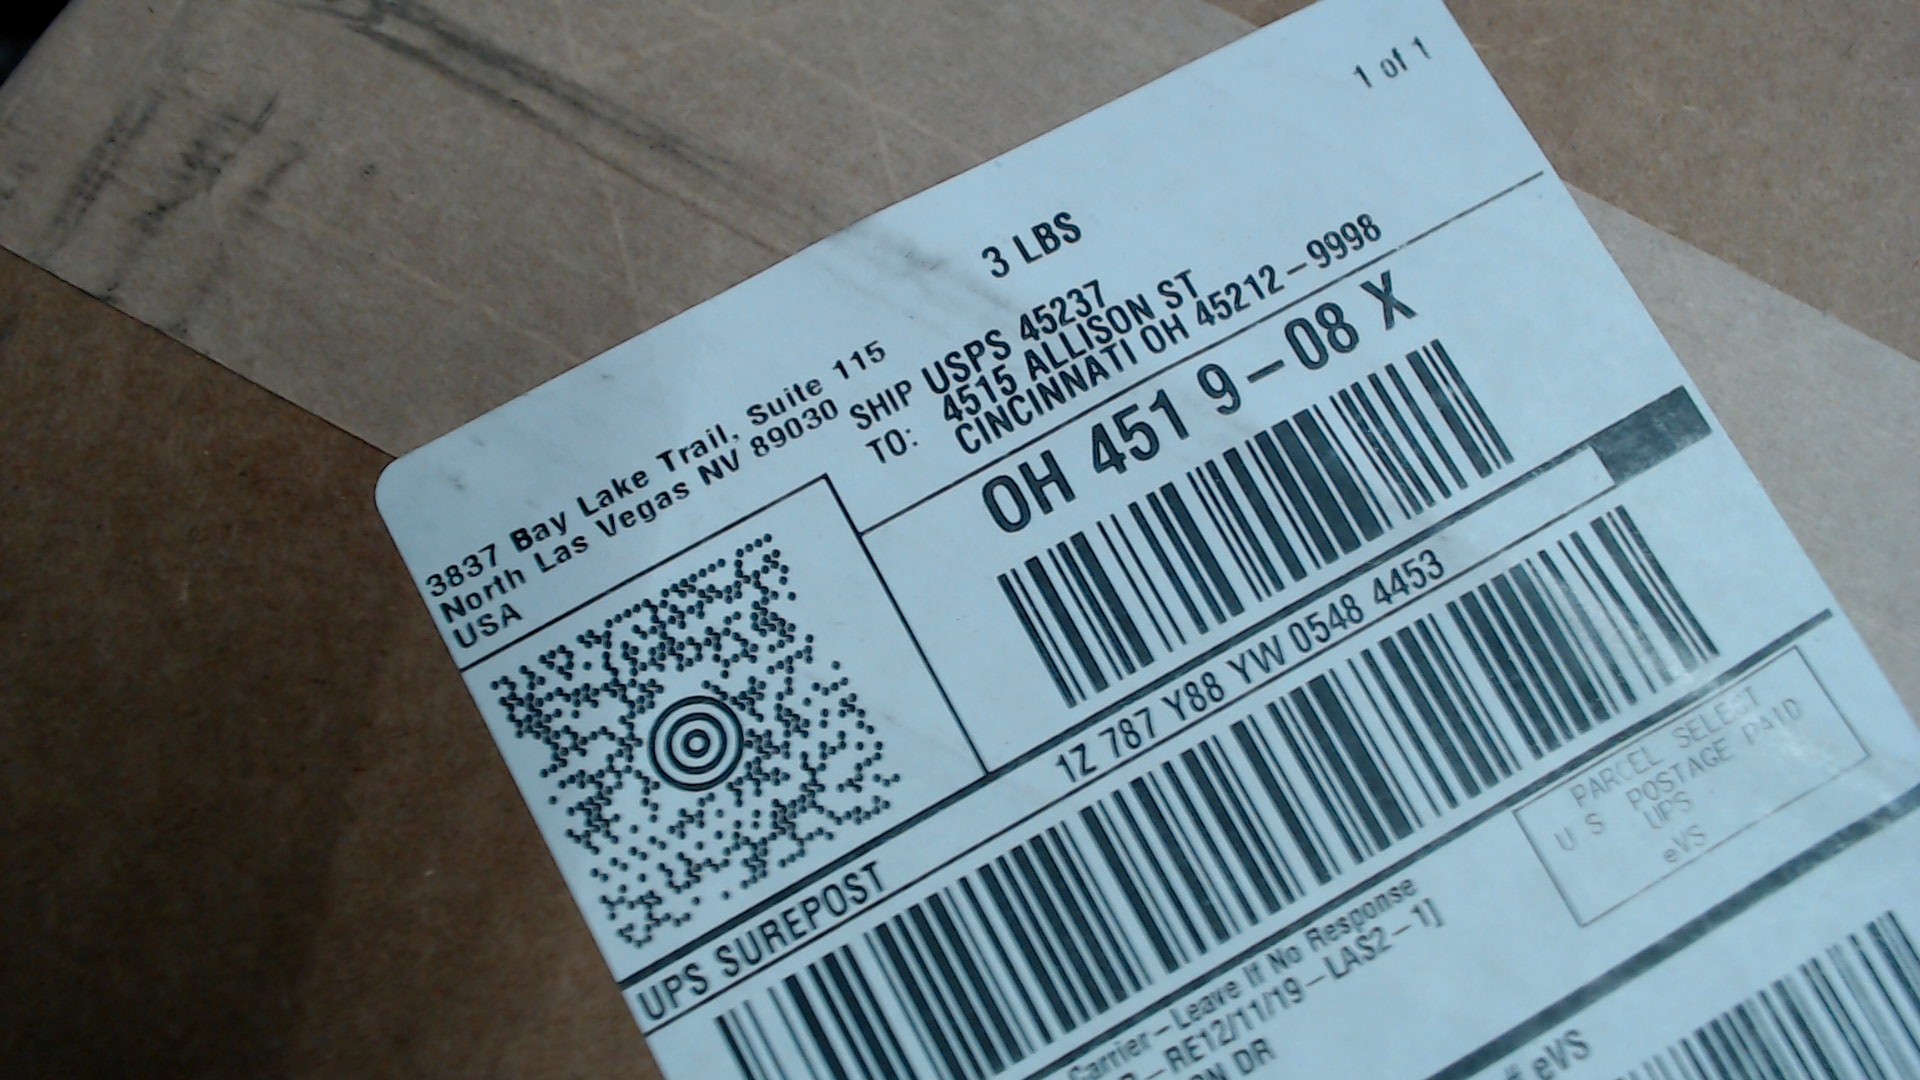 1 of 1
3 LBS
3837 Bay Lake Trail, Suite 115
North Las Vegas NV 89030
USA
SHIP USPS 45237
TO: 4515 ALLISON ST
CINCINNATI OH 45212-9998
OH 451 9-08 X
1Z 787 Y88 YW 0548 4453
UPS SUREPOST
PARCEL SELECT
U S POSTAGE PAID
UPS
eVS
Carrier-Leave If No Response
RE12/11/19-LAS2-1]
DR
eVS